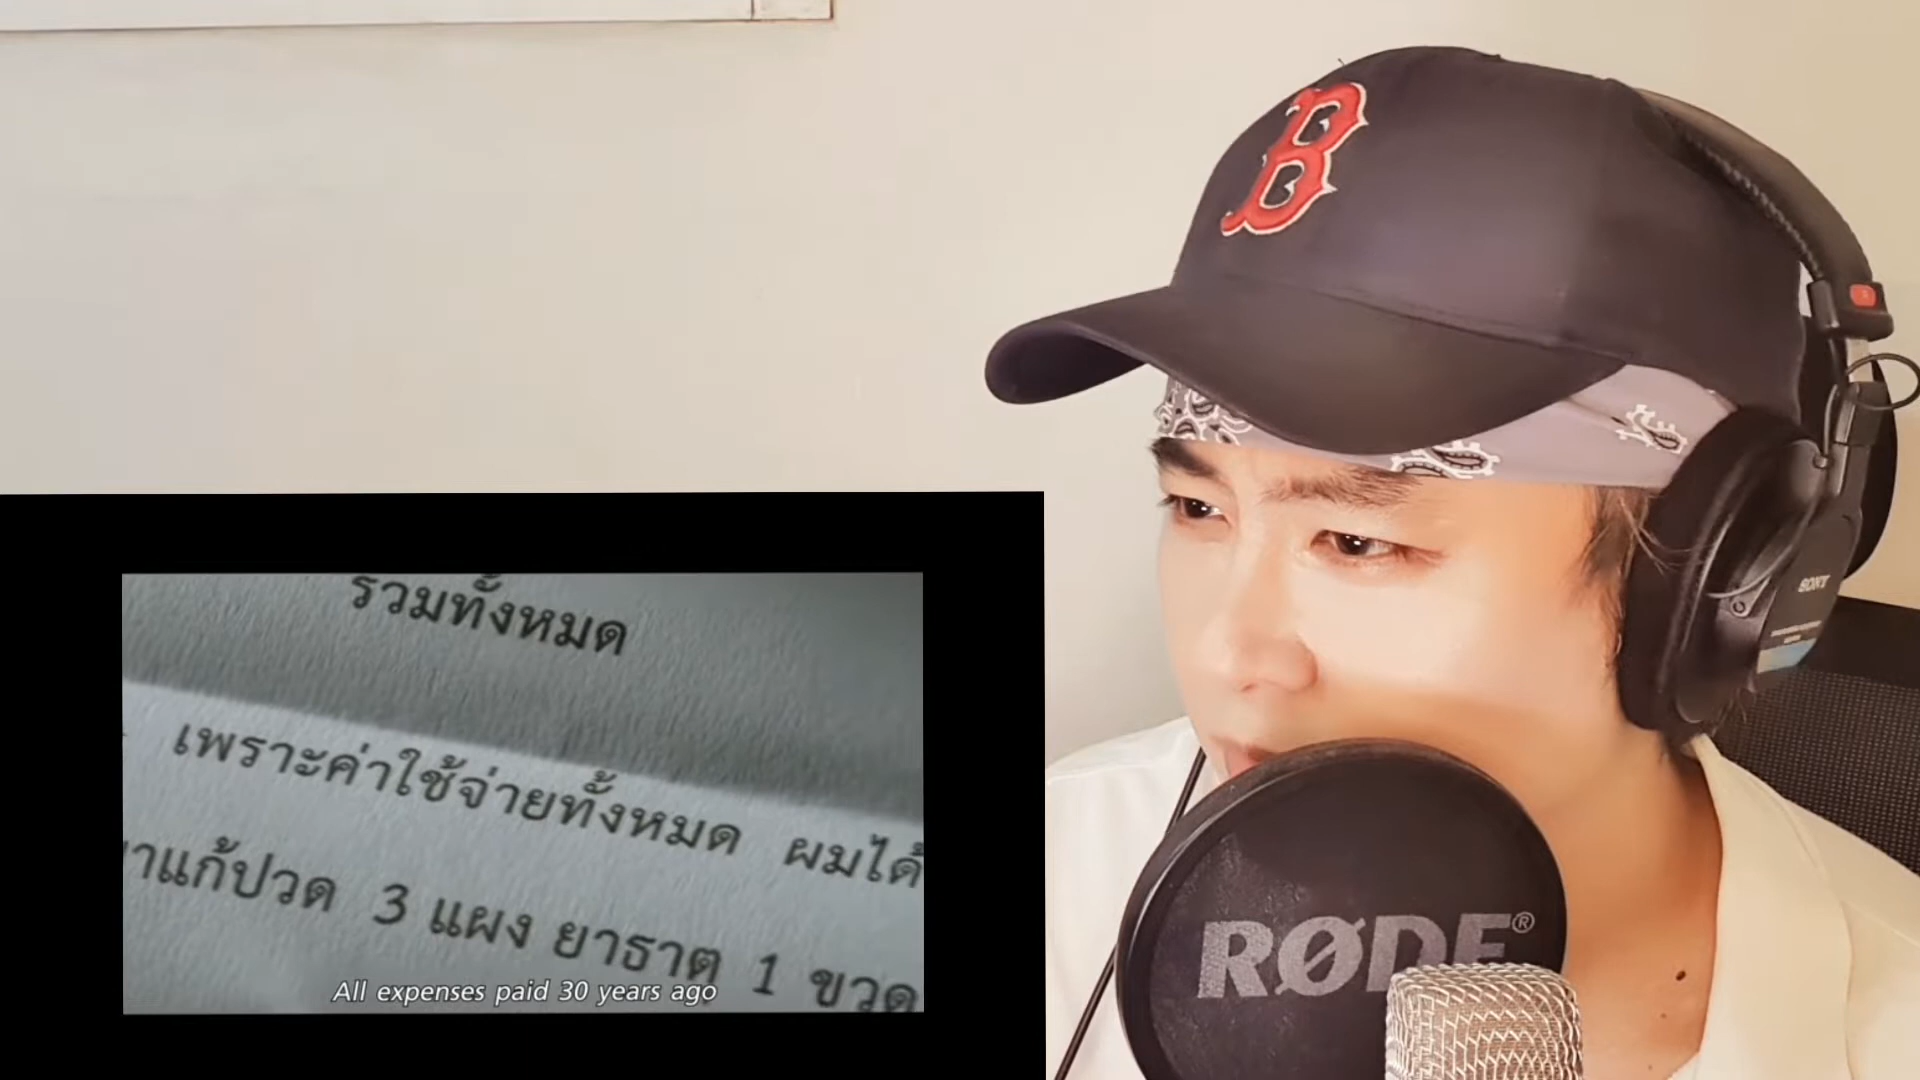 B
SONY
รวมทั้งหมด
เพราะค่าใช้จ่ายทั้งหมด ผมได้
าแก้ปวด 3 แผง ยาธาตุ 1 ขวด
All expenses paid 30 years ago
RØDE®